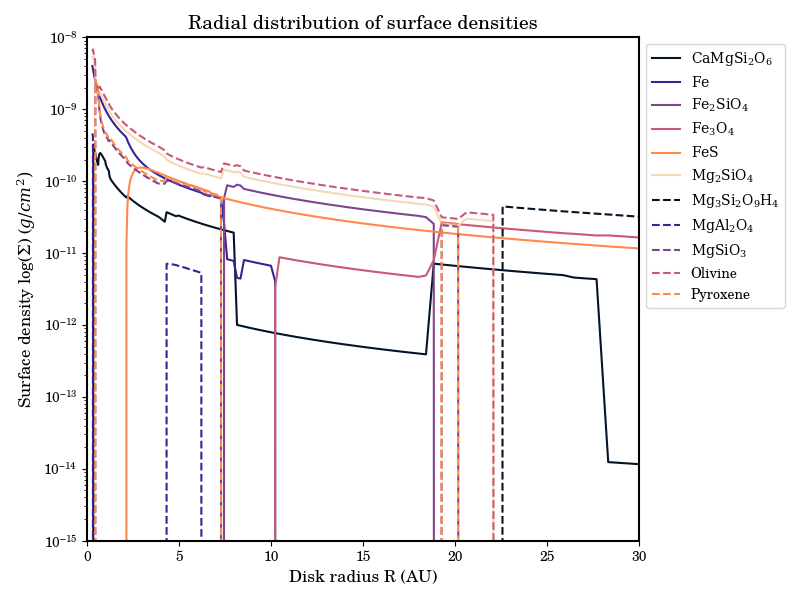 Radial distribution of surface densities
Surface density log(Σ) (g/cm²)
10⁻⁸
10⁻⁹
10⁻¹⁰
10⁻¹¹
10⁻¹²
10⁻¹³
10⁻¹⁴
10⁻¹⁵
0 5 10 15 20 25 30
Disk radius R (AU)
CaMgSi₂O₆
Fe
Fe₂SiO₄
Fe₃O₄
FeS
Mg₂SiO₄
Mg₃Si₂O₉H₄
MgAl₂O₄
MgSiO₃
Olivine
Pyroxene